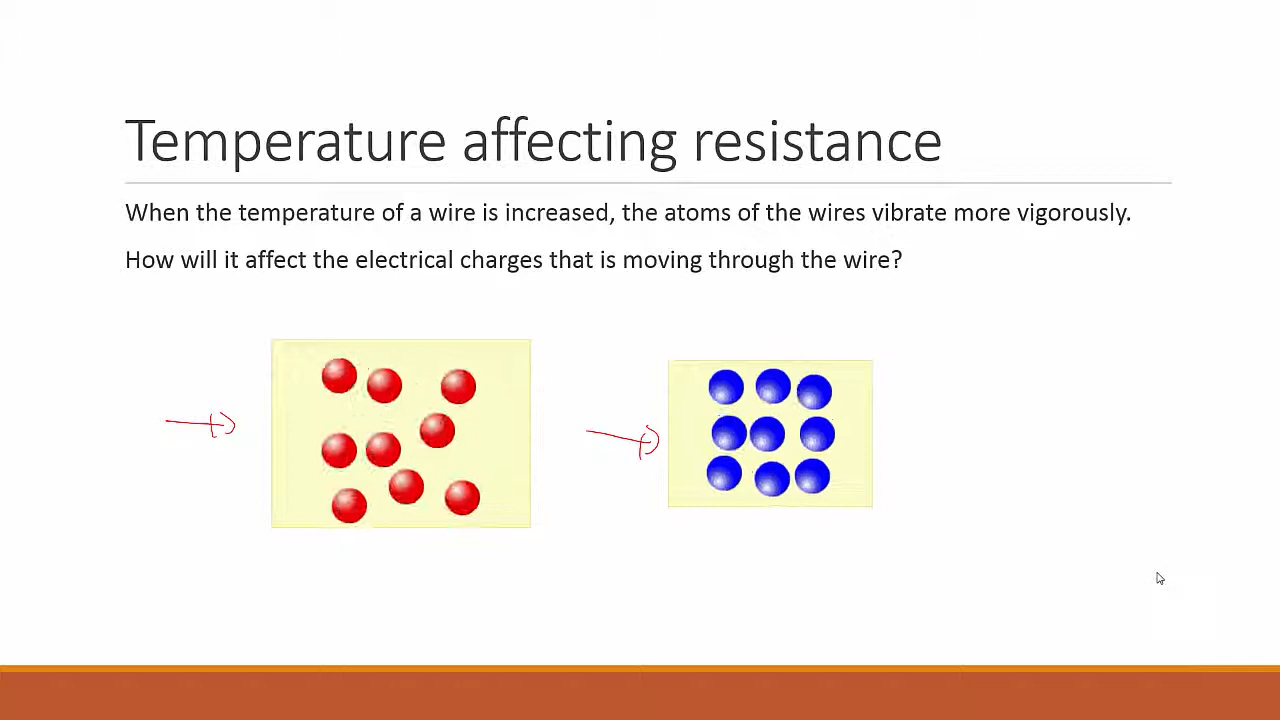 Temperature affecting resistance
When the temperature of a wire is increased, the atoms of the wires vibrate more vigorously.
How will it affect the electrical charges that is moving through the wire?